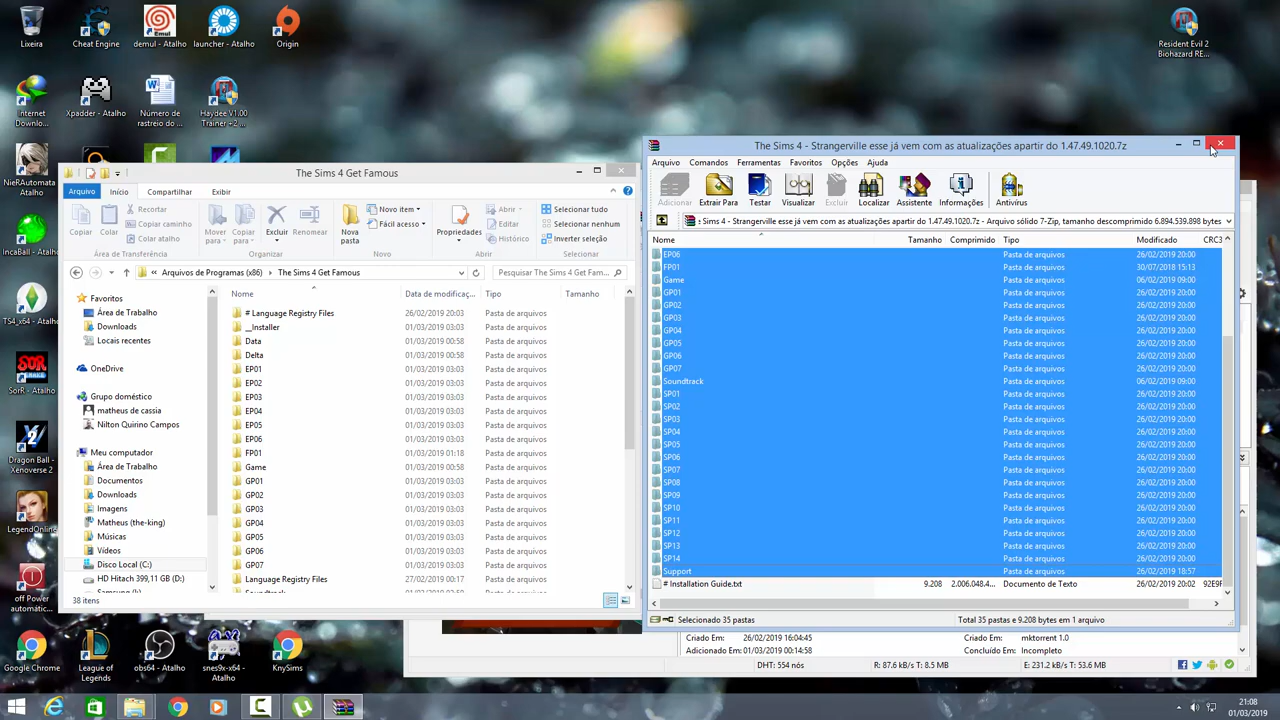 Lixeira
Cheat Engine
demul - Atalho
launcher - Atalho
Origin
Resident Evil 2
Biohazard RE...
Internet
Downlo...
Xpadder - Atalho
Número de
rastreio do ...
Haydee V1.00
Trainer +2 ...
NieRAutomata
Atalho
IncaBall - Atalho
TS4_x64 - Atalho
SorR - Atalho
Dragon Ball -
Xenoverse 2
LegendOnline
off Power
automátic...
Google Chrome
League of
Legends
obs64 - Atalho
snes9x-x64 -
Atalho
KnySims
The Sims 4 Get Famous
Arquivo
Início
Compartilhar
Exibir
Copiar
Colar
Recortar
Copiar caminho
Colar atalho
Área de Transferência
Mover
para
Copiar
para
Excluir
Renomear
Organizar
Nova
pasta
Novo item
Fácil acesso
Novo
Propriedades
Abrir
Editar
Histórico
Abrir
Selecionar tudo
Selecionar nenhum
Inverter seleção
Selecionar
« Arquivos de Programas (x86)
The Sims 4 Get Famous
Pesquisar The Sims 4 Get Fam...
Favoritos
Área de Trabalho
Downloads
Locais recentes
OneDrive
Grupo doméstico
matheus de cassia
Nilton Quirino Campos
Meu computador
Área de Trabalho
Documentos
Downloads
Imagens
Matheus (the-king)
Músicas
Vídeos
Disco Local (C:)
HD Hitach 399,11 GB (D:)
Nome
Data de modificaç...
Tipo
Tamanho
# Language Registry Files 26/02/2019 20:03 Pasta de arquivos
__Installer 01/03/2019 03:03 Pasta de arquivos
Data 01/03/2019 00:58 Pasta de arquivos
Delta 01/03/2019 00:58 Pasta de arquivos
EP01 01/03/2019 03:03 Pasta de arquivos
EP02 01/03/2019 03:03 Pasta de arquivos
EP03 01/03/2019 03:03 Pasta de arquivos
EP04 01/03/2019 03:03 Pasta de arquivos
EP05 01/03/2019 03:03 Pasta de arquivos
EP06 01/03/2019 03:03 Pasta de arquivos
FP01 01/03/2019 01:18 Pasta de arquivos
Game 01/03/2019 00:58 Pasta de arquivos
GP01 01/03/2019 03:03 Pasta de arquivos
GP02 01/03/2019 03:03 Pasta de arquivos
GP03 01/03/2019 03:03 Pasta de arquivos
GP04 01/03/2019 03:03 Pasta de arquivos
GP05 01/03/2019 03:03 Pasta de arquivos
GP06 01/03/2019 03:03 Pasta de arquivos
GP07 01/03/2019 03:03 Pasta de arquivos
Language Registry Files 27/02/2019 00:17 Pasta de arquivos
38 itens
The Sims 4 - Strangerville esse já vem com as atualizações apartir do 1.47.49.1020.7z
Arquivo Comandos Ferramentas Favoritos Opções Ajuda
Adicionar Extrair Para Testar Visualizar Excluir Localizar Assistente Informações Antivírus
: Sims 4 - Strangerville esse já vem com as atualizações apartir do 1.47.49.1020.7z - Arquivo sólido 7-Zip, tamanho descomprimido 6.894.539.898 bytes
Nome Tamanho Comprimido Tipo Modificado CRC3
EP06 Pasta de arquivos 26/02/2019 20:00
FP01 Pasta de arquivos 30/07/2018 15:13
Game Pasta de arquivos 06/02/2019 09:00
GP01 Pasta de arquivos 26/02/2019 20:00
GP02 Pasta de arquivos 26/02/2019 20:00
GP03 Pasta de arquivos 26/02/2019 20:00
GP04 Pasta de arquivos 26/02/2019 20:00
GP05 Pasta de arquivos 26/02/2019 20:00
GP06 Pasta de arquivos 26/02/2019 20:00
GP07 Pasta de arquivos 26/02/2019 20:00
Soundtrack Pasta de arquivos 06/02/2019 09:00
SP01 Pasta de arquivos 26/02/2019 20:00
SP02 Pasta de arquivos 26/02/2019 20:00
SP03 Pasta de arquivos 26/02/2019 20:00
SP04 Pasta de arquivos 26/02/2019 20:00
SP05 Pasta de arquivos 26/02/2019 20:00
SP06 Pasta de arquivos 26/02/2019 20:00
SP07 Pasta de arquivos 26/02/2019 20:00
SP08 Pasta de arquivos 26/02/2019 20:00
SP09 Pasta de arquivos 26/02/2019 20:00
SP10 Pasta de arquivos 26/02/2019 20:00
SP11 Pasta de arquivos 26/02/2019 20:00
SP12 Pasta de arquivos 26/02/2019 20:00
SP13 Pasta de arquivos 26/02/2019 20:00
SP14 Pasta de arquivos 26/02/2019 20:00
Support Pasta de arquivos 26/02/2019 18:57
# Installation Guide.txt 9.208 2.006.048.4... Documento de Texto 26/02/2019 20:02 92E9F
Selecionado 35 pastas
Total 35 pastas e 9.208 bytes em 1 arquivo
Criado Em: 26/02/2019 16:04:45 mktorrent 1.0
Adicionado Em: 01/03/2019 00:14:58 Concluído Em: Incompleto
DHT: 554 nós R: 87.6 kB/s T: 8.5 MB E: 231.2 kB/s T: 53.6 MB
21:08
01/03/2019